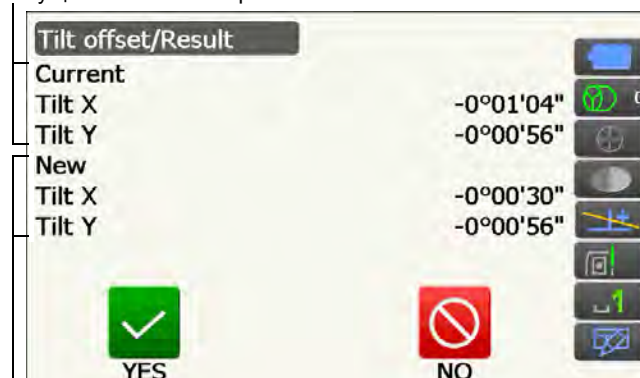 Tilt offset/Result
Current
Tilt X -0°01'04"
Tilt Y -0°00'56"
New
Tilt X -0°00'30"
Tilt Y -0°00'56"
YES NO